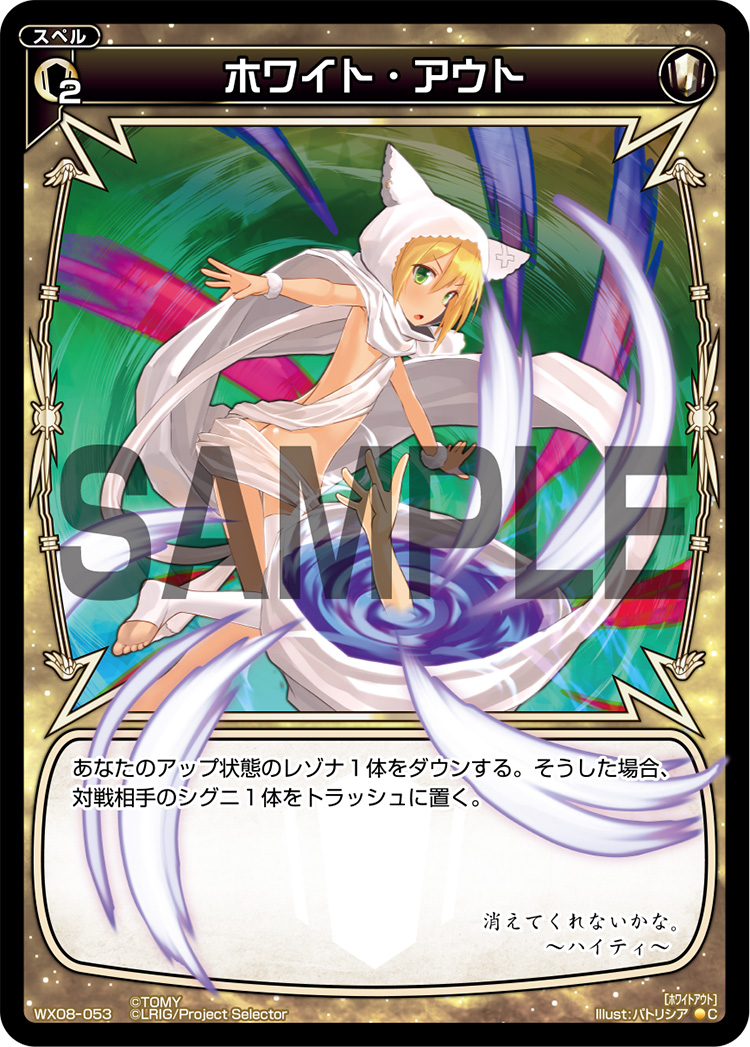 スペル
2
ホワイト・アウト
SAMPLE
あなたのアップ状態のレゾナ1体をダウンする。そうした場合、
対戦相手のシグニ1体をトラッシュに置く。
消えてくれないかな。
～ハイティ～
WX08-053
©TOMY
©LRIG/Project Selector
[ホワイトアウト]
Illust:パトリシア C